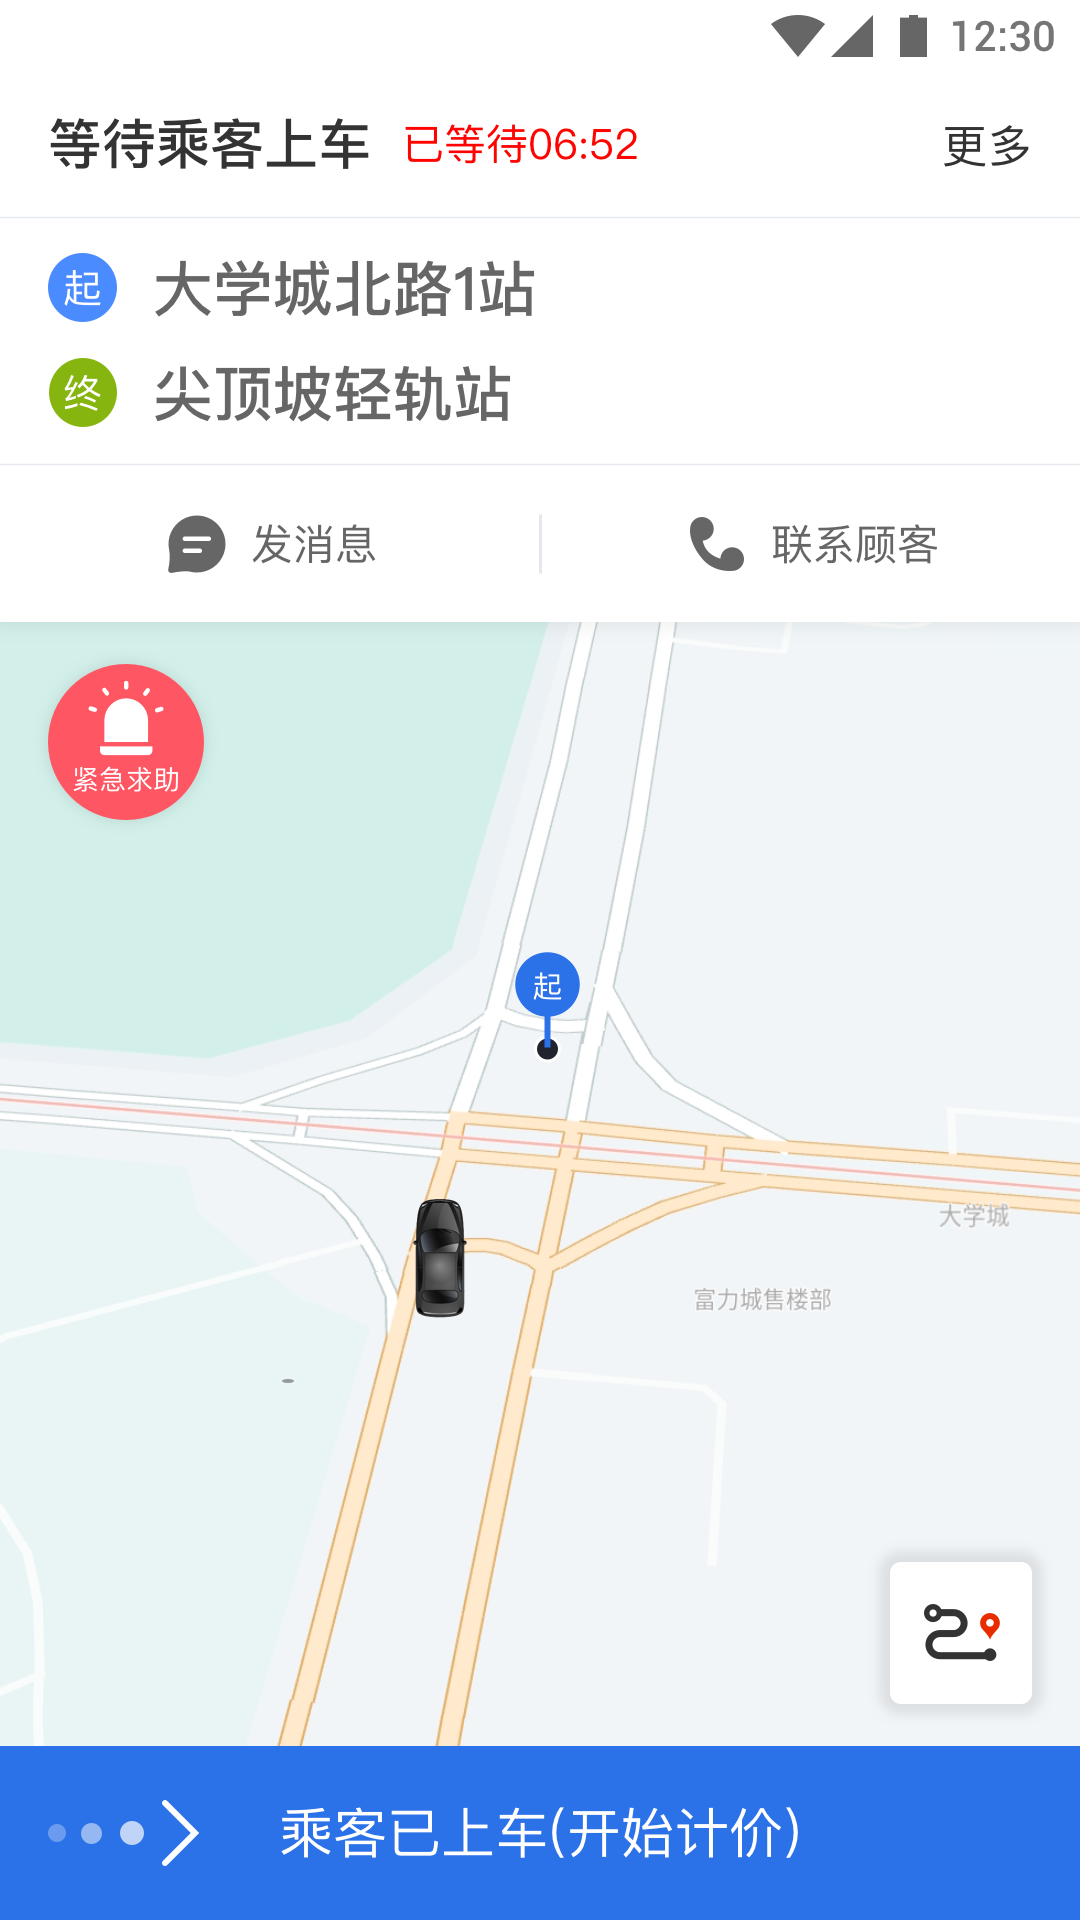 12:30
等待乘客上车 已等待06:52 更多
起 大学城北路1站
终 尖顶坡轻轨站
发消息 联系顾客
紧急求助
起
大学城
富力城售楼部
乘客已上车(开始计价)